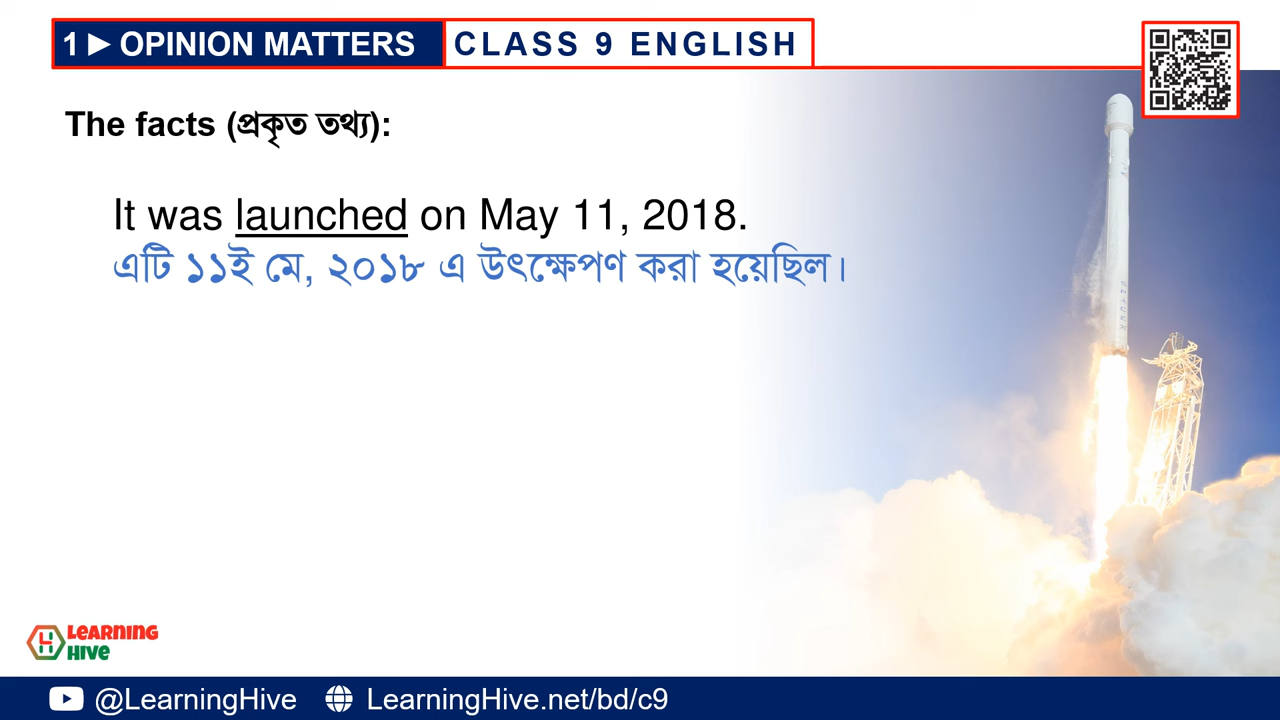 1 ► OPINION MATTERS CLASS 9 ENGLISH
The facts (প্রকৃত তথ্য):
It was launched on May 11, 2018.
এটি ১১ই মে, ২০১৮ এ উৎক্ষেপণ করা হয়েছিল।
Learning
Hive
@LearningHive LearningHive.net/bd/c9